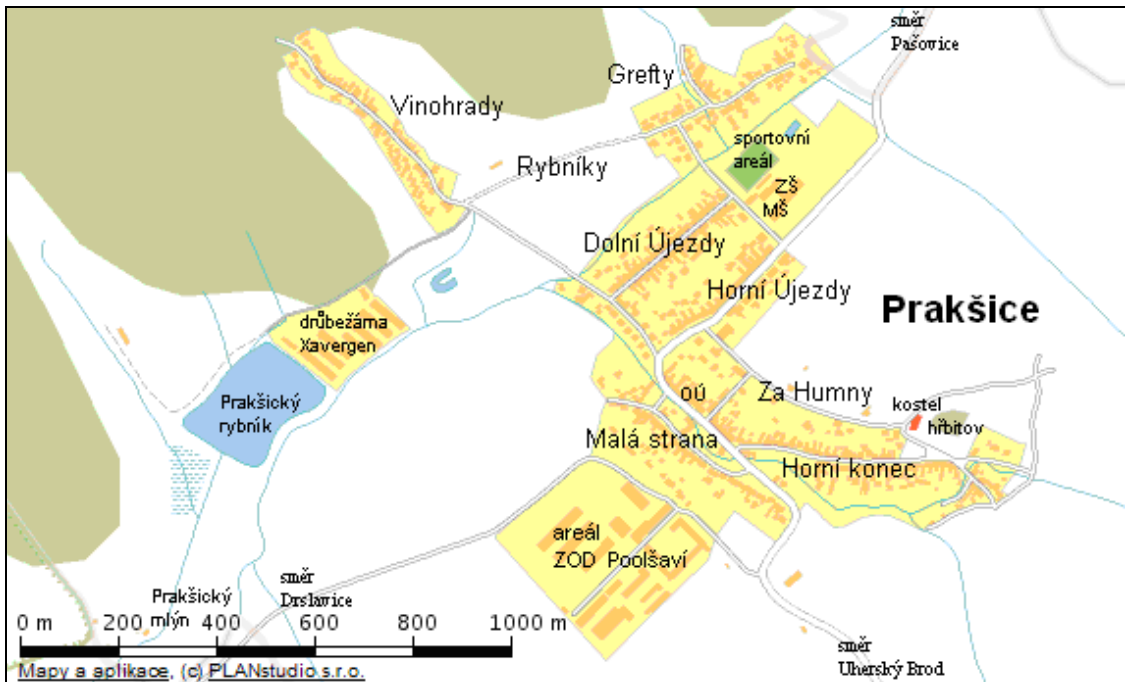 směr
Pašovice
Grefty
Vinohrady
sportovní
areál
Rybníky
ZŠ
MŠ
Dolní Újezdy
Horní Újezdy
Prakšice
drůbežáma
Xavergen
Prakšický
rybník
oú
Za Humny
kostel
hřbitov
Malá strana
Horní konec
areál
ZOD Poolšaví
směr
Drslavice
Prakšický
mlýn
směr
Uherský Brod
0 m 200 400 600 800 1000 m
Mapy a aplikace, (c) PLANstudio s.r.o.